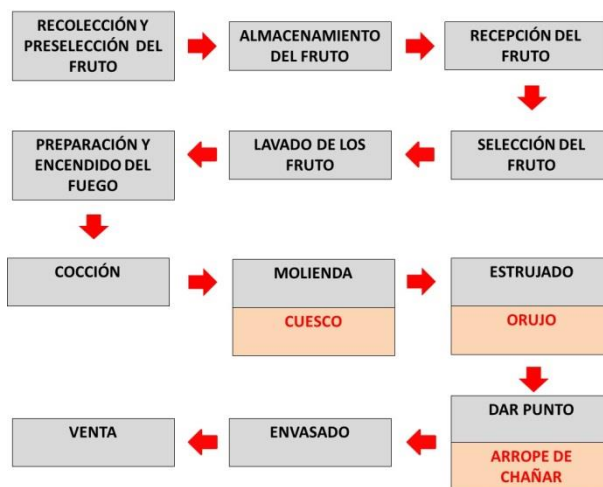 RECOLECCIÓN Y
PRESELECCIÓN DEL
FRUTO
ALMACENAMIENTO
DEL FRUTO
RECEPCIÓN DEL
FRUTO
PREPARACIÓN Y
ENCENDIDO DEL
FUEGO
LAVADO DE LOS
FRUTO
SELECCIÓN DEL
FRUTO
COCCIÓN
MOLIENDA
CUESCO
ESTRUJADO
ORUJO
VENTA
ENVASADO
DAR PUNTO
ARROPE DE
CHAÑAR